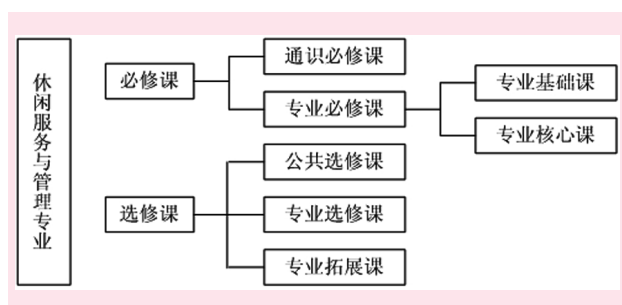 休闲服务与管理专业
必修课
通识必修课
专业必修课
专业基础课
专业核心课
选修课
公共选修课
专业选修课
专业拓展课